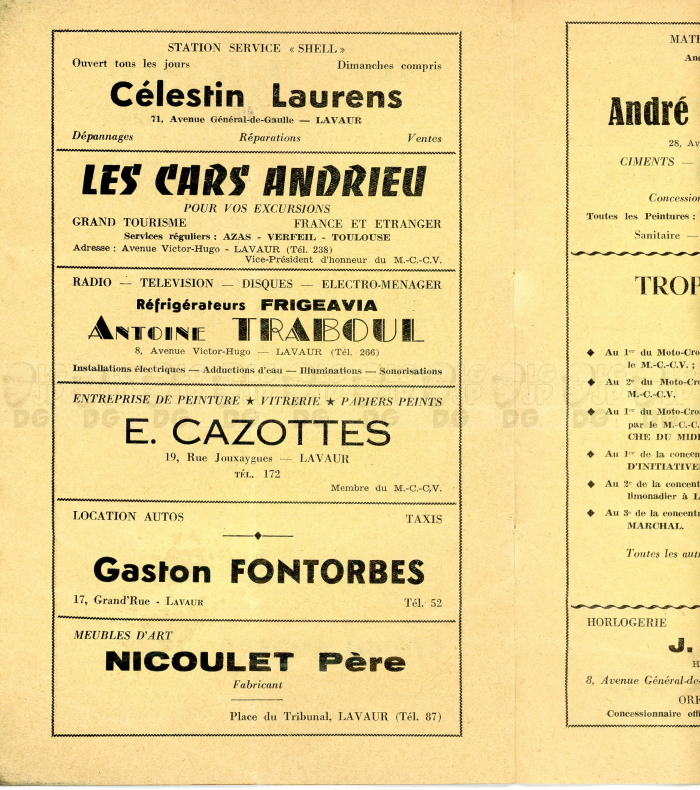 STATION SERVICE « SHELL »
Ouvert tous les jours Dimanches compris
Célestin Laurens
71, Avenue Général-de-Gaulle — LAVAUR
Dépannages Réparations Ventes
LES CARS ANDRIEU
POUR VOS EXCURSIONS
GRAND TOURISME FRANCE ET ETRANGER
Services réguliers : AZAS - VERFEIL - TOULOUSE
Adresse : Avenue Victor-Hugo - LAVAUR (Tél. 238)
Vice-Président d'honneur du M.-C.-C.V.
RADIO — TELEVISION — DISQUES — ELECTRO-MENAGER
Réfrigérateurs FRIGEAVIA
ANTOINE TRABOUL
8, Avenue Victor-Hugo — LAVAUR (Tél. 266)
Installations électriques — Adductions d'eau — Illuminations — Sonorisations
ENTREPRISE DE PEINTURE ★ VITRERIE ★ PAPIERS PEINTS
E. CAZOTTES
19, Rue Jouxaygues — LAVAUR
TÉL. 172
Membre du M.-C.-C.V.
LOCATION AUTOS TAXIS
Gaston FONTORBES
17, Grand'Rue - LAVAUR Tél. 52
MEUBLES D'ART
NICOULET Père
Fabricant
Place du Tribunal, LAVAUR (Tél. 87)
MATE
And
André
28, Av
CIMENTS —
Concession
Toutes les Peintures :
Sanitaire —
TROP
◆ Au 1er du Moto-Cro
le M.-C.-C.V. ;
◆ Au 2e du Moto-Cro
M.-C.-C.V.
◆ Au 1er du Moto-Cro
par le M.-C.-C.
CHE DU MIDI
◆ Au 1er de la concen
D'INITIATIVE
◆ Au 2e de la concent
limonadier à L
◆ Au 3e de la concentr
MARCHAL.
Toutes les autr
HORLOGERIE
J.
H
8, Avenue Général-de-
ORF
Concessionnaire offi